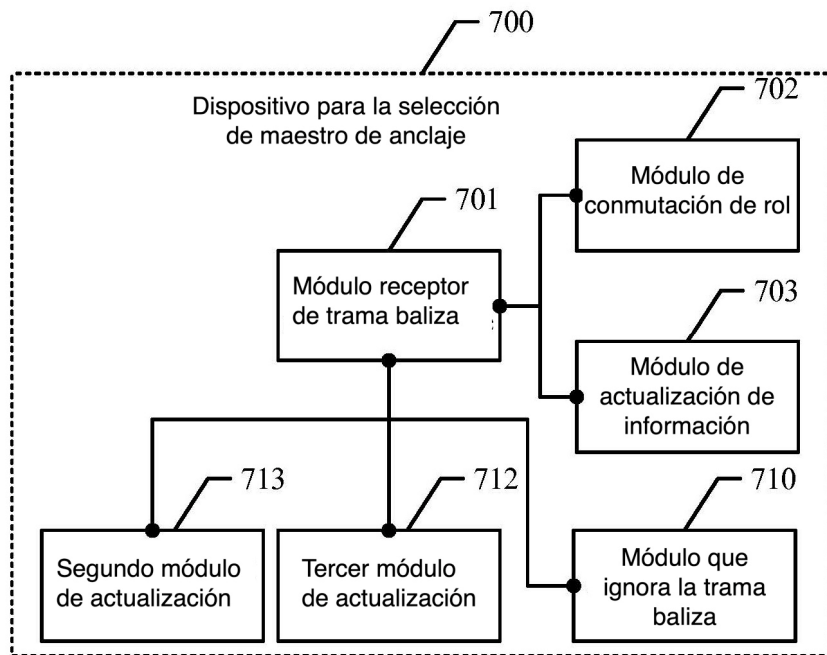 700
Dispositivo para la selección
de maestro de anclaje
702
Módulo de
conmutación de rol
701
Módulo receptor
de trama baliza
703
Módulo de
actualización de
información
713
Segundo módulo
de actualización
712
Tercer módulo
de actualización
710
Módulo que
ignora la trama
baliza